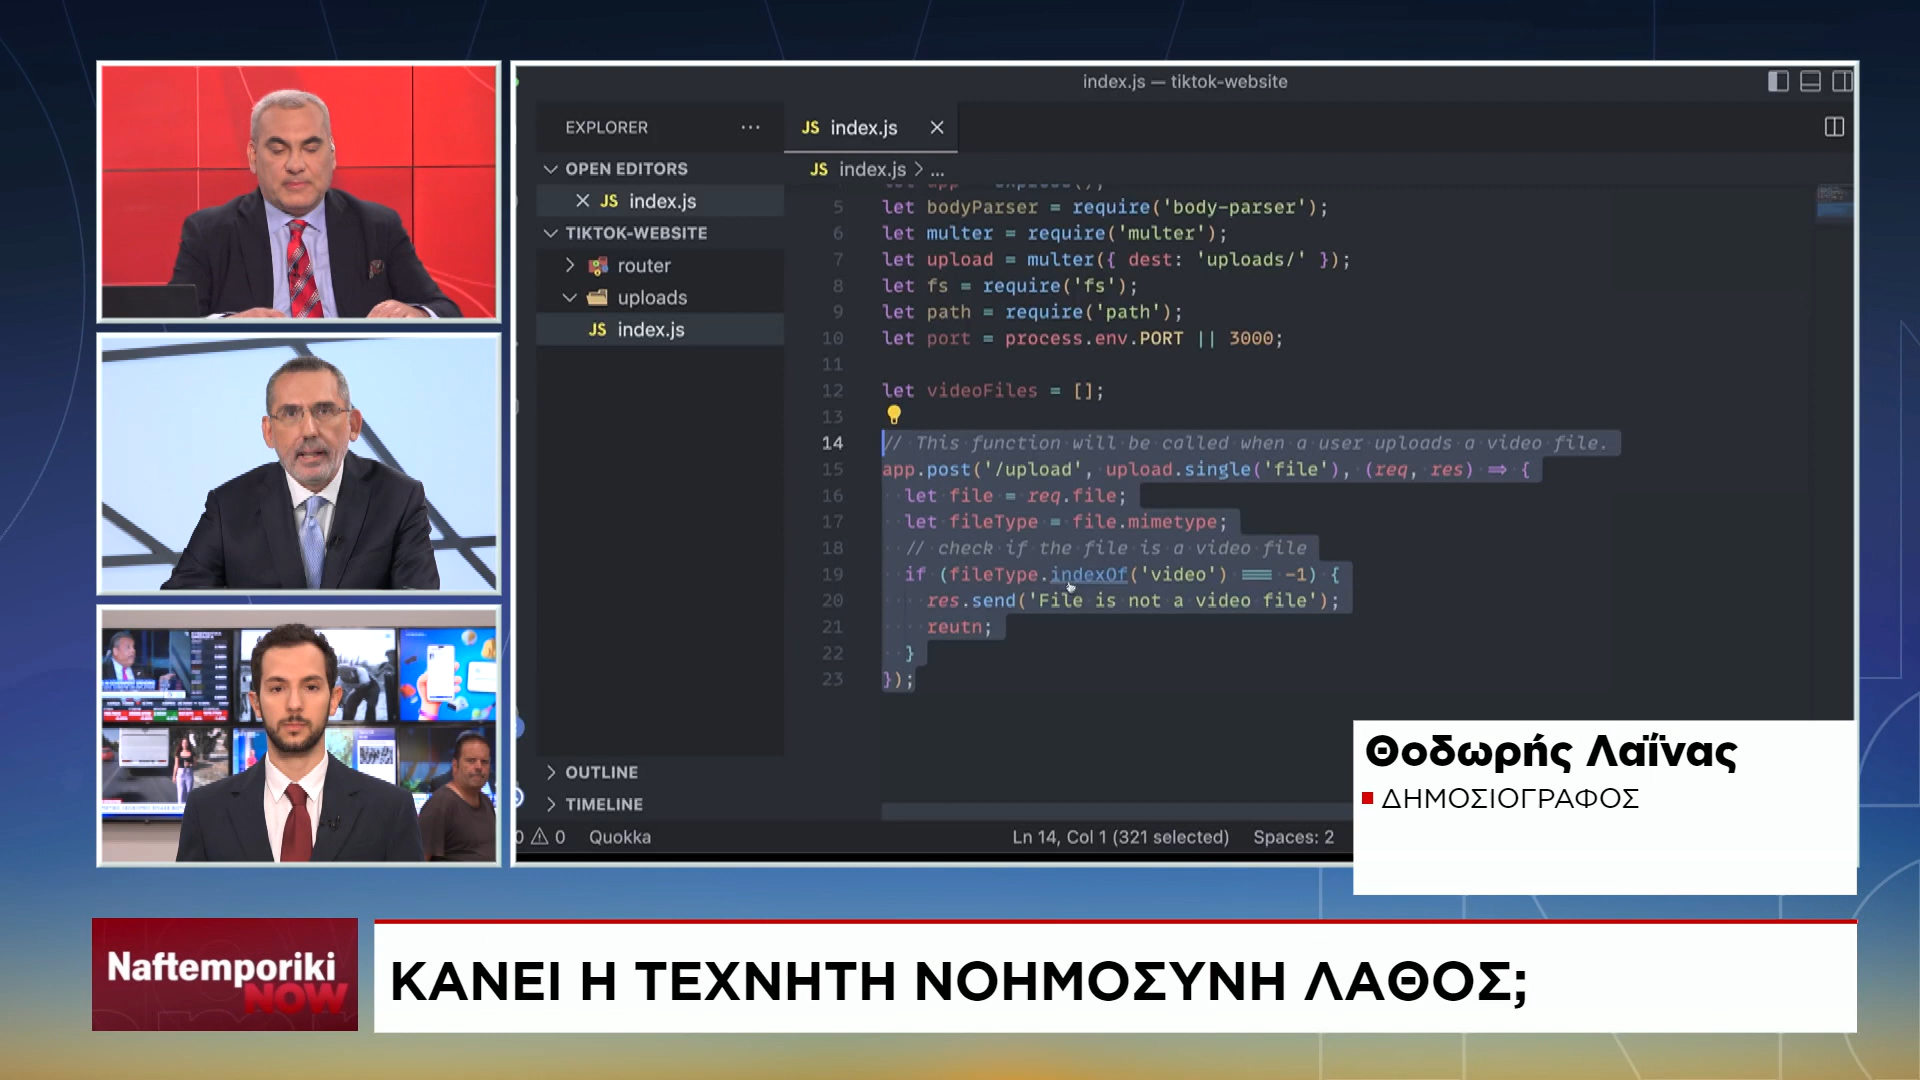 index.js — tiktok-website
EXPLORER ···
JS index.js ×
OPEN EDITORS
JS index.js > ...
× JS index.js
TIKTOK-WEBSITE
router
uploads
JS index.js
5 let bodyParser = require('body-parser');
6 let multer = require('multer');
7 let upload = multer({ dest: 'uploads/' });
8 let fs = require('fs');
9 let path = require('path');
10 let port = process.env.PORT || 3000;
11
12 let videoFiles = [];
13
14 // This function will be called when a user uploads a video file.
15 app.post('/upload', upload.single('file'), (req, res) => {
16 let file = req.file;
17 let fileType = file.mimetype;
18 // check if the file is a video file
19 if (fileType.indexOf('video') === -1) {
20 res.send('File is not a video file');
21 reutn;
22 }
23 });
OUTLINE
TIMELINE
0 0 Quokka
Ln 14, Col 1 (321 selected) Spaces: 2
Θοδωρής Λαΐνας
ΔΗΜΟΣΙΟΓΡΑΦΟΣ
Naftemporiki
NOW
ΚΑΝΕΙ Η ΤΕΧΝΗΤΗ ΝΟΗΜΟΣΥΝΗ ΛΑΘΟΣ;